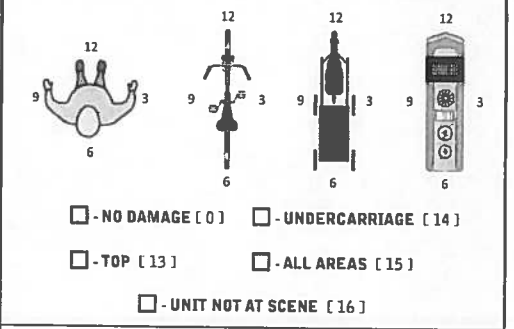 12 12 12
12
9 3 9 3 9 3 9 3
6
6 6 6
☐ - NO DAMAGE [ 0 ] ☐ - UNDERCARRIAGE [ 14 ]
☐ - TOP [ 13 ] ☐ - ALL AREAS [ 15 ]
☐ - UNIT NOT AT SCENE [ 16 ]